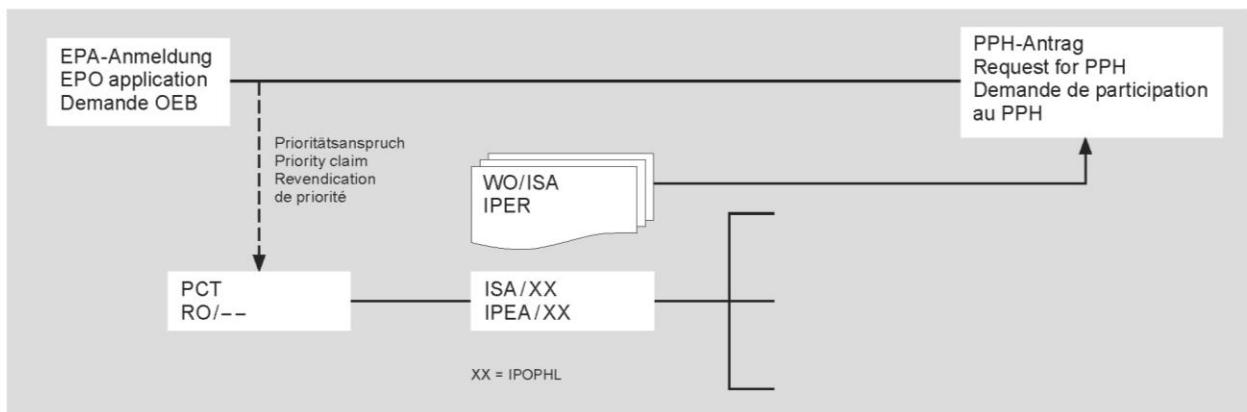 EPA-Anmeldung
EPO application
Demande OEB
PPH-Antrag
Request for PPH
Demande de participation
au PPH
Prioritätsanspruch
Priority claim
Revendication
de priorité
WO/ISA
IPER
PCT
RO/––
ISA/XX
IPEA/XX
XX = IPOPHL